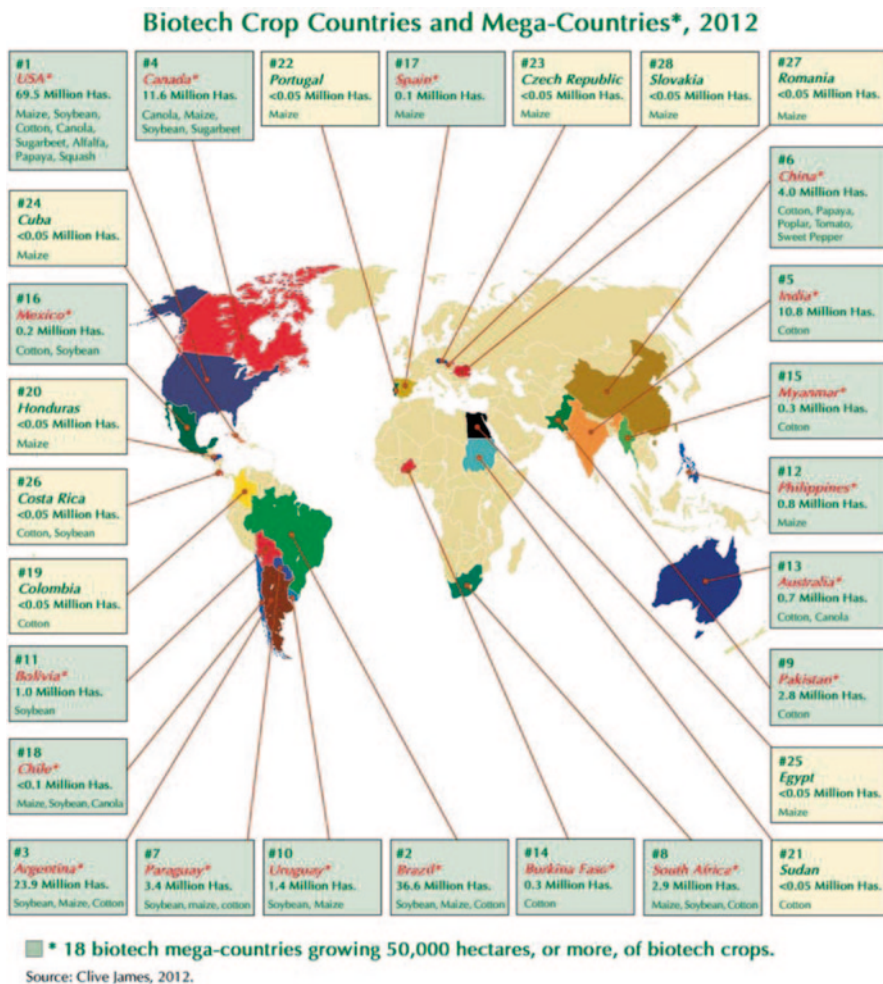 Biotech Crop Countries and Mega-Countries*, 2012
#1
USA*
69.5 Million Has.
Maize, Soybean,
Cotton, Canola,
Sugarbeet, Alfalfa,
Papaya, Squash
#4
Canada*
11.6 Million Has.
Canola, Maize,
Soybean, Sugarbeet
#22
Portugal
<0.05 Million Has.
Maize
#17
Spain*
0.1 Million Has.
Maize
#23
Czech Republic
<0.05 Million Has.
Maize
#28
Slovakia
<0.05 Million Has.
Maize
#27
Romania
<0.05 Million Has.
Maize
#24
Cuba
<0.05 Million Has.
Maize
#16
Mexico*
0.2 Million Has.
Cotton, Soybean
#20
Honduras
<0.05 Million Has.
Maize
#26
Costa Rica
<0.05 Million Has.
Cotton, Soybean
#19
Colombia
<0.05 Million Has.
Cotton
#11
Bolivia*
1.0 Million Has.
Soybean
#18
Chile*
<0.1 Million Has.
Maize, Soybean, Canola
#6
China*
4.0 Million Has.
Cotton, Papaya,
Poplar, Tomato,
Sweet Pepper
#5
India*
10.8 Million Has.
Cotton
#15
Myanmar*
0.3 Million Has.
Cotton
#12
Philippines*
0.8 Million Has.
Maize
#13
Australia*
0.7 Million Has.
Cotton, Canola
#9
Pakistan*
2.8 Million Has.
Cotton
#25
Egypt
<0.05 Million Has.
Maize
#3
Argentina*
23.9 Million Has.
Soybean, Maize, Cotton
#7
Paraguay*
3.4 Million Has.
Soybean, maize, cotton
#10
Uruguay*
1.4 Million Has.
Soybean, Maize
#2
Brazil*
36.6 Million Has.
Soybean, Maize, Cotton
#14
Burkina Faso*
0.3 Million Has.
Cotton
#8
South Africa*
2.9 Million Has.
Maize, Soybean, Cotton
#21
Sudan
<0.05 Million Has.
Cotton
* 18 biotech mega-countries growing 50,000 hectares, or more, of biotech crops.
Source: Clive James, 2012.